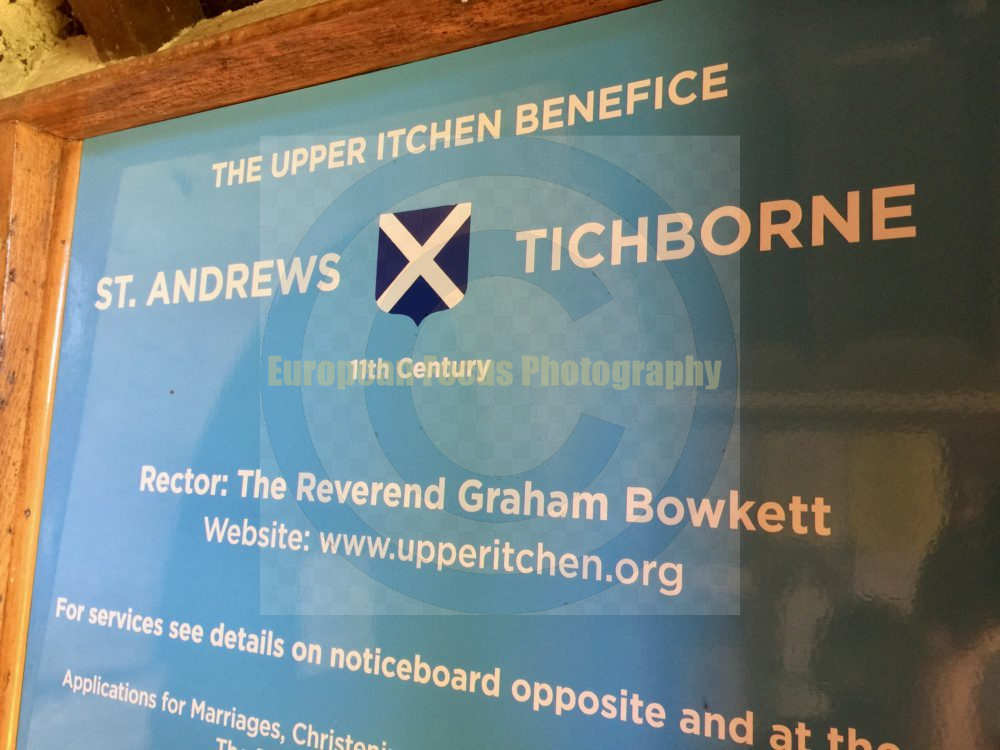 THE UPPER ITCHEN BENEFICE
ST. ANDREWS TICHBORNE
11th Century
European Focus Photography
Rector: The Reverend Graham Bowkett
Website: www.upperitchen.org
For services see details on noticeboard opposite and at the
Applications for Marriages,
The